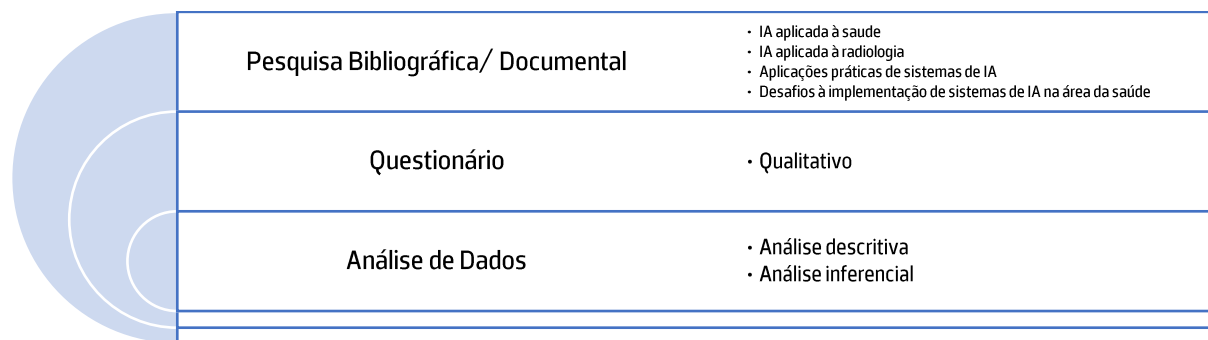 Pesquisa Bibliográfica/ Documental
• IA aplicada à saude
• IA aplicada à radiologia
• Aplicações práticas de sistemas de IA
• Desafios à implementação de sistemas de IA na área da saúde
Questionário
• Qualitativo
Análise de Dados
• Análise descritiva
• Análise inferencial